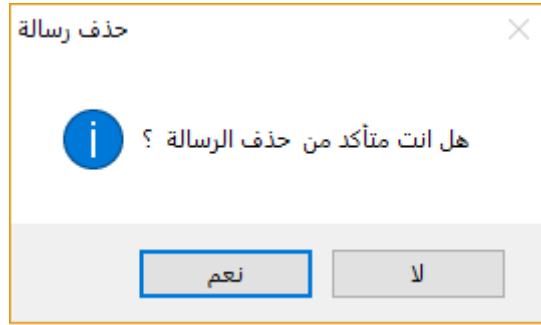 حذف رسالة
هل انت متأكد من حذف الرسالة ؟
نعم
لا